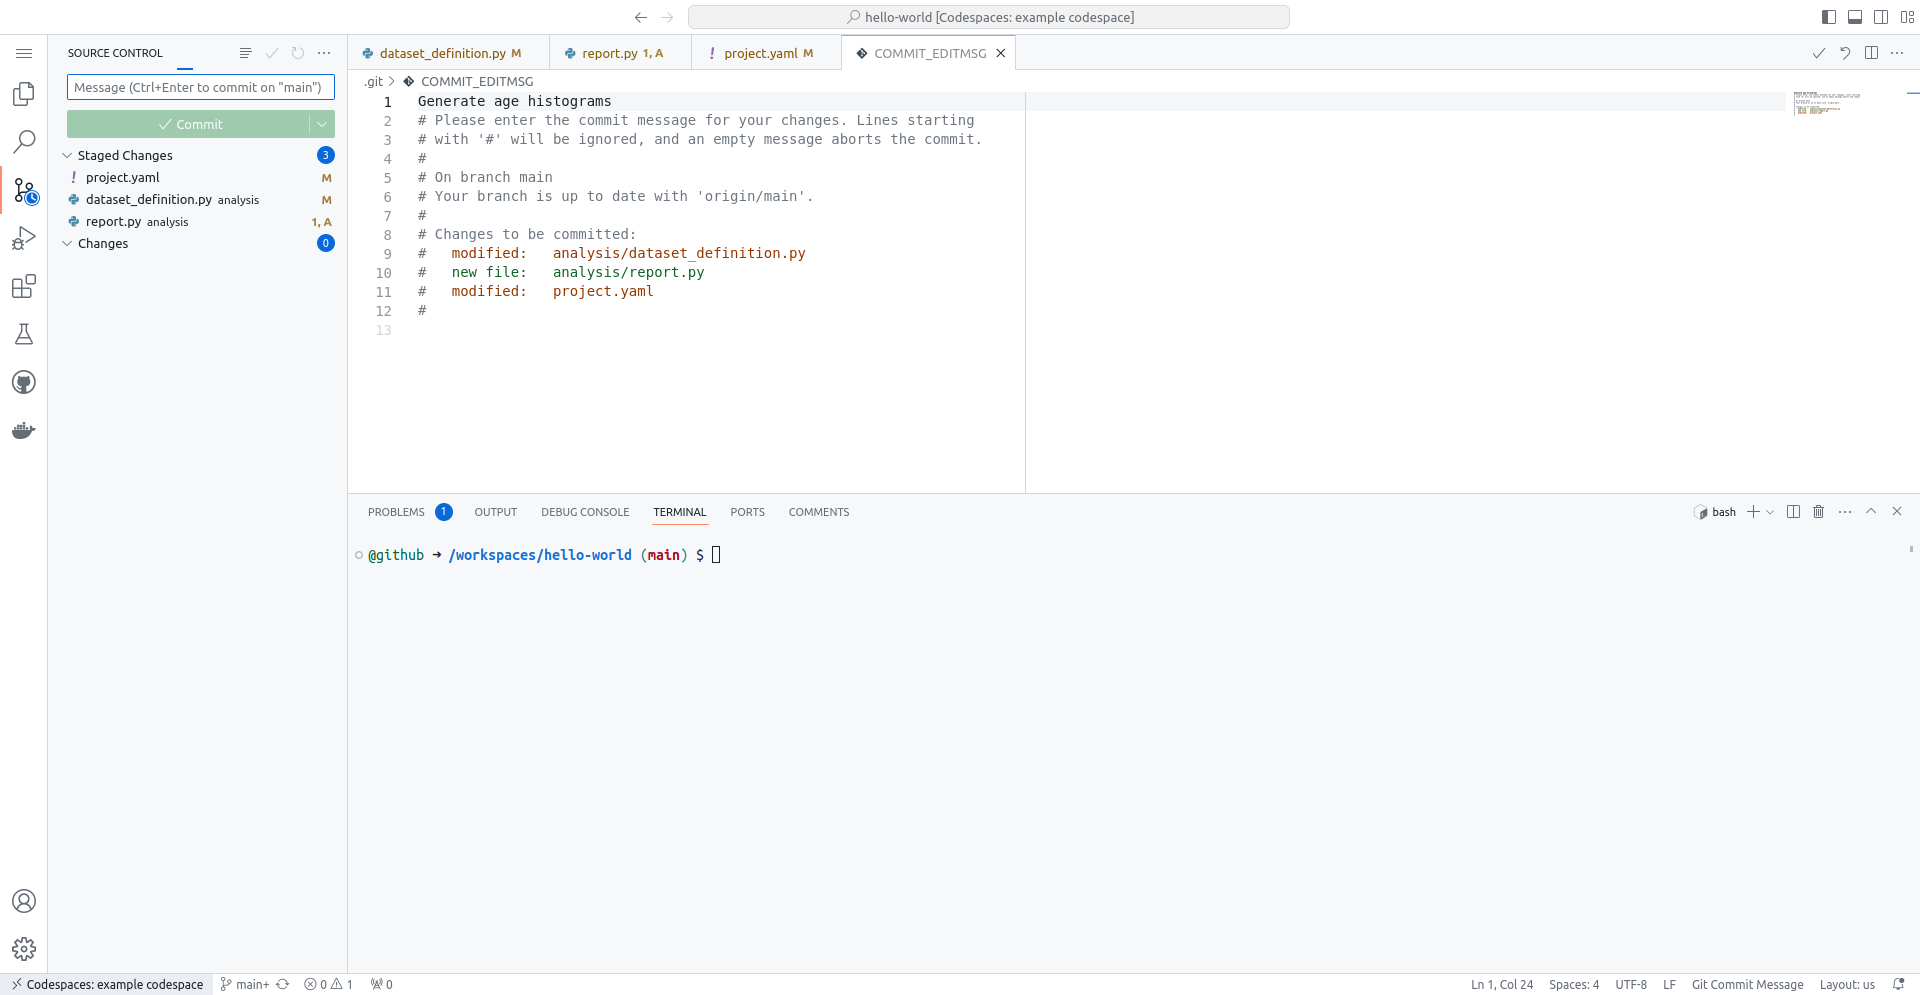 hello-world [Codespaces: example codespace]
SOURCE CONTROL
Message (Ctrl+Enter to commit on "main")
Commit
Staged Changes 3
project.yaml M
dataset_definition.py analysis M
report.py analysis 1, A
Changes 0
dataset_definition.py M
report.py 1, A
project.yaml M
COMMIT_EDITMSG
.git COMMIT_EDITMSG
1 Generate age histograms
2 # Please enter the commit message for your changes. Lines starting
3 # with '#' will be ignored, and an empty message aborts the commit.
4 #
5 # On branch main
6 # Your branch is up to date with 'origin/main'.
7 #
8 # Changes to be committed:
9 # modified: analysis/dataset_definition.py
10 # new file: analysis/report.py
11 # modified: project.yaml
12 #
13
PROBLEMS 1 OUTPUT DEBUG CONSOLE TERMINAL PORTS COMMENTS
bash
@github ➜ /workspaces/hello-world (main) $
Codespaces: example codespace main+ 0 1 0
Ln 1, Col 24 Spaces: 4 UTF-8 LF Git Commit Message Layout: us